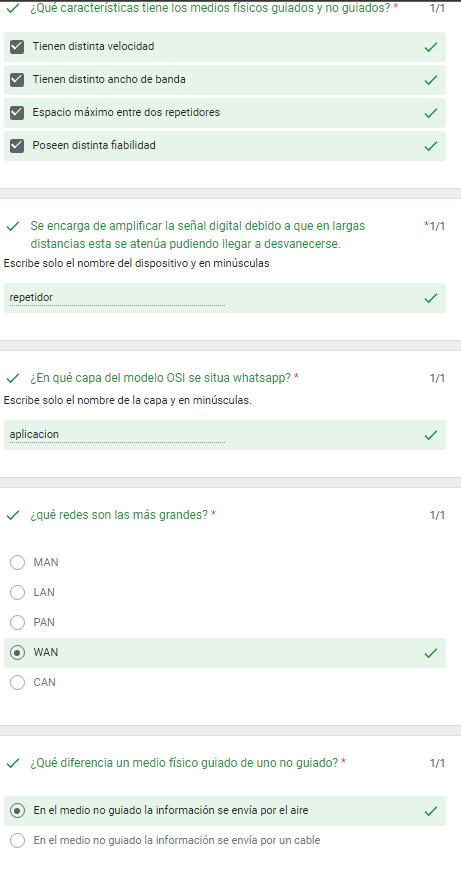 ¿Qué características tiene los medios físicos guiados y no guiados? * 1/1
Tienen distinta velocidad
Tienen distinto ancho de banda
Espacio máximo entre dos repetidores
Poseen distinta fiabilidad
Se encarga de amplificar la señal digital debido a que en largas *1/1
distancias esta se atenúa pudiendo llegar a desvanecerse.
Escribe solo el nombre del dispositivo y en minúsculas
repetidor
¿En qué capa del modelo OSI se situa whatsapp? * 1/1
Escribe solo el nombre de la capa y en minúsculas.
aplicacion
¿qué redes son las más grandes? * 1/1
MAN
LAN
PAN
WAN
CAN
¿Qué diferencia un medio físico guiado de uno no guiado? * 1/1
En el medio no guiado la información se envía por el aire
En el medio no guiado la información se envía por un cable